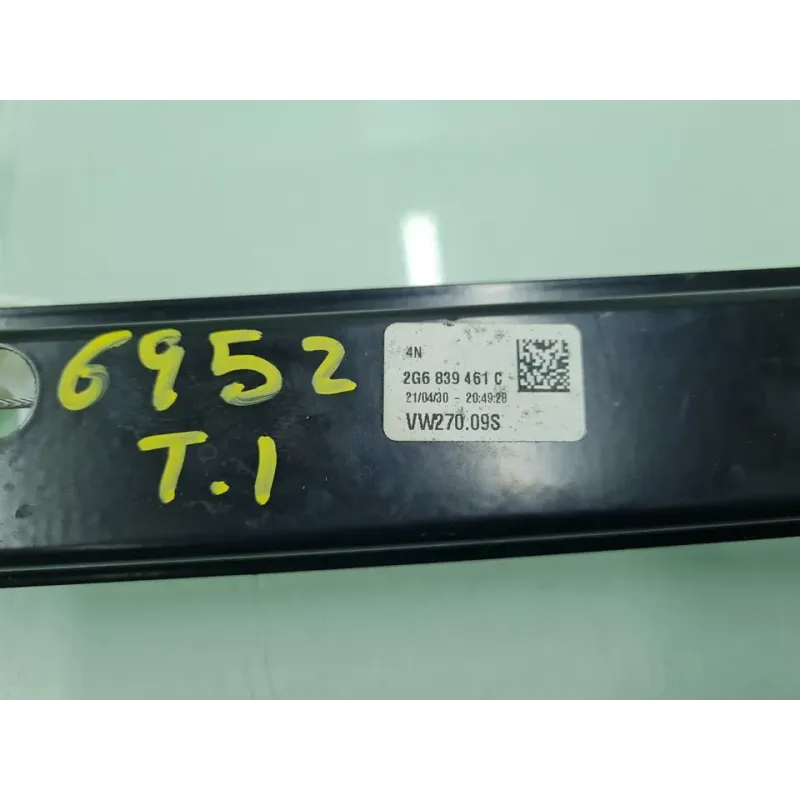 6952
T.1
4N
2G6 839 461 C
21/04/30 - 20:49:28
VW270.09S